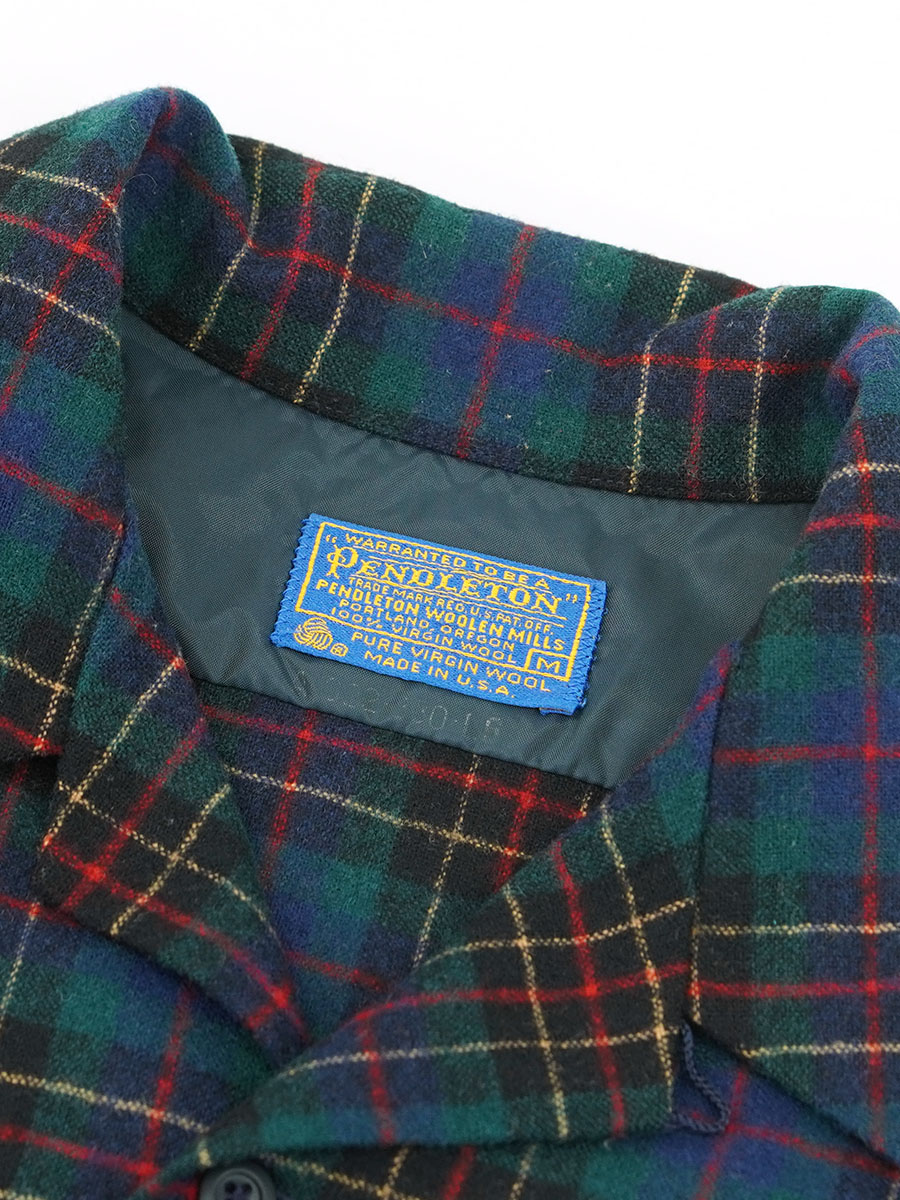 WARRANTED TO BE A
"PENDLETON"
TRADE MARK REG. U.S. PAT. OFF.
PENDLETON WOOLEN MILLS
PORTLAND, OREGON
100% VIRGIN WOOL M
® PURE VIRGIN WOOL
MADE IN U.S.A.